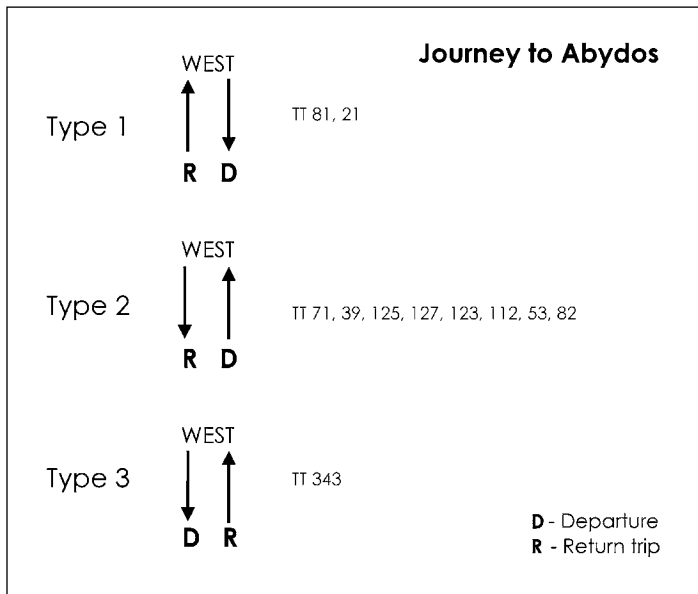 Journey to Abydos
WEST
Type 1
TT 81, 21
R D
WEST
Type 2
TT 71, 39, 125, 127, 123, 112, 53, 82
R D
WEST
Type 3
TT 343
D R
D - Departure
R - Return trip